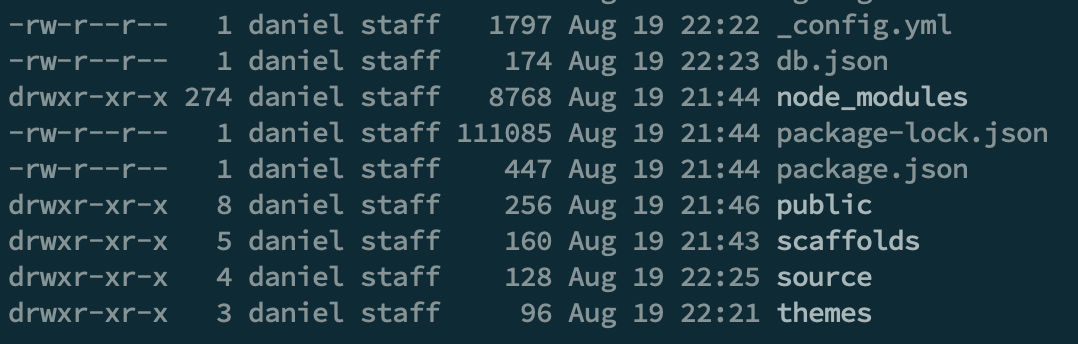 -rw-r--r-- 1 daniel staff 1797 Aug 19 22:22 _config.yml
-rw-r--r-- 1 daniel staff 174 Aug 19 22:23 db.json
drwxr-xr-x 274 daniel staff 8768 Aug 19 21:44 node_modules
-rw-r--r-- 1 daniel staff 111085 Aug 19 21:44 package-lock.json
-rw-r--r-- 1 daniel staff 447 Aug 19 21:44 package.json
drwxr-xr-x 8 daniel staff 256 Aug 19 21:46 public
drwxr-xr-x 5 daniel staff 160 Aug 19 21:43 scaffolds
drwxr-xr-x 4 daniel staff 128 Aug 19 22:25 source
drwxr-xr-x 3 daniel staff 96 Aug 19 22:21 themes